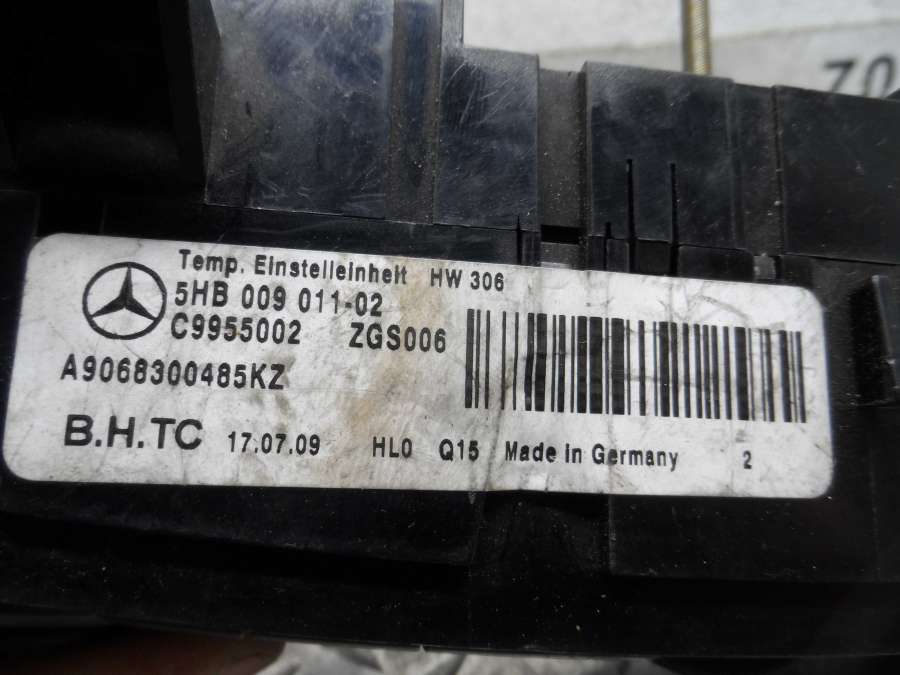 Temp. Einstelleinheit HW 306
5HB 009 011-02
C9955002 ZGS006
A9068300485KZ
B.H.TC 17.07.09 HL0 Q15 Made in Germany 2